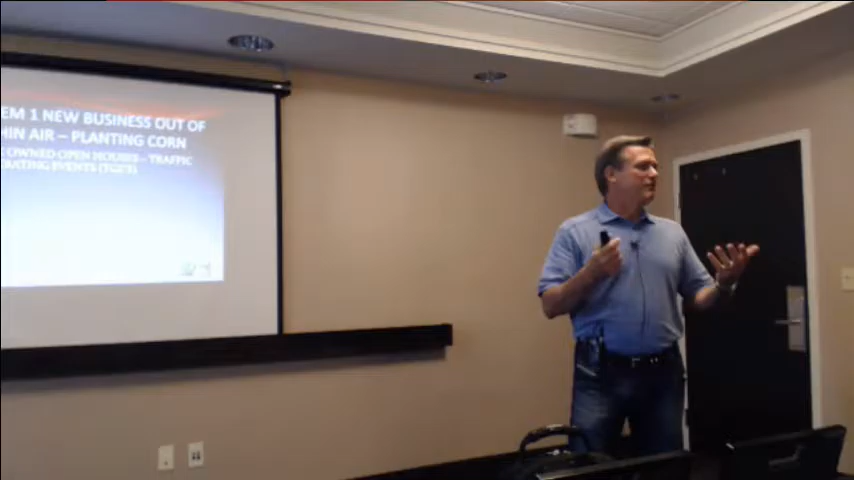 EM 1 NEW BUSINESS OUT OF
HIN AIR – PLANTING CORN
OWNED OPEN HOUSES – TRAFFIC
RATING EVENTS (TGE'S)